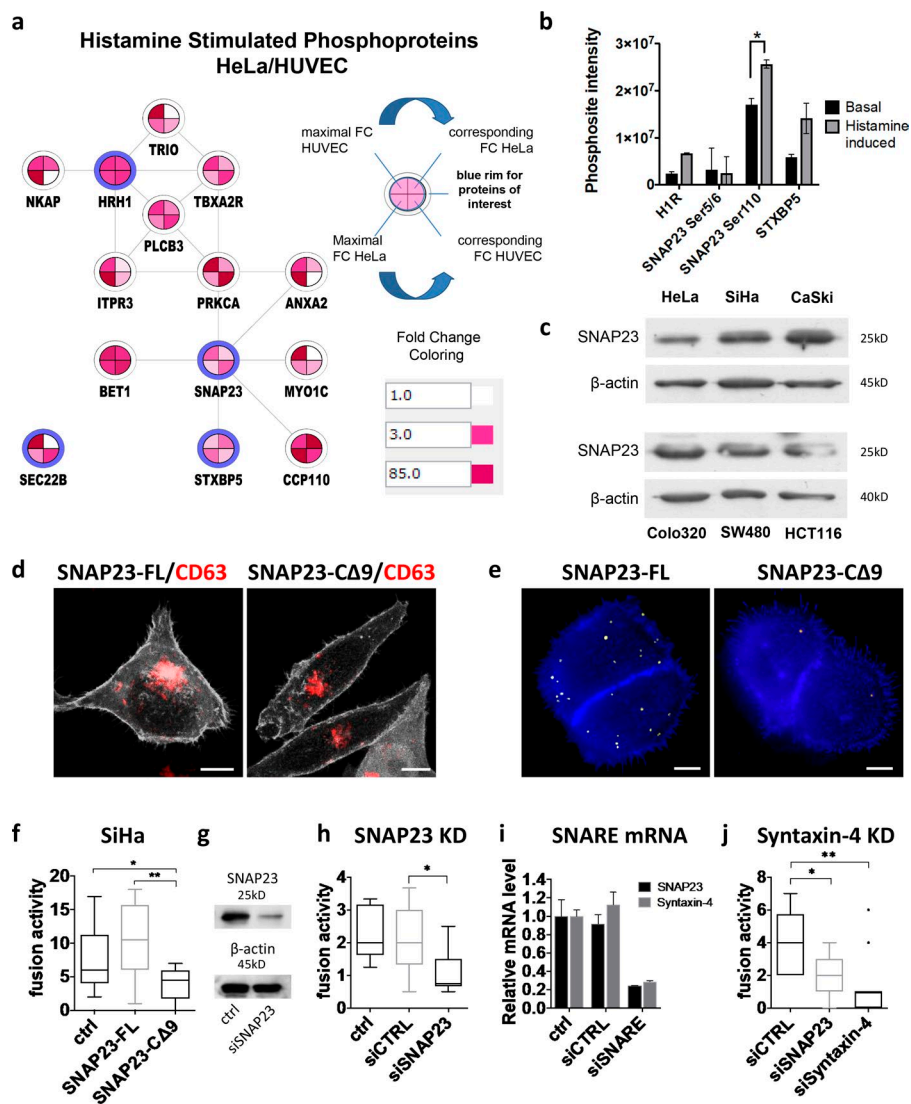 a
Histamine Stimulated Phosphoproteins
HeLa/HUVEC
TRIO
NKAP
HRH1
TBXA2R
PLCB3
ITPR3
PRKCA
ANXA2
BET1
SNAP23
MYO1C
SEC22B
STXBP5
CCP110
maximal FC
HUVEC
corresponding
FC HeLa
blue rim for
proteins of
interest
Maximal
FC HeLa
corresponding
FC HUVEC
Fold Change
Coloring
1.0
3.0
85.0
b
Phosphosite intensity
3×10⁷
2×10⁷
1×10⁷
0
*
Basal
Histamine
induced
H1R
SNAP23 Ser5/6
SNAP23 Ser110
STXBP5
c
HeLa SiHa CaSki
SNAP23 25kD
β-actin 45kD
SNAP23 25kD
β-actin 40kD
Colo320 SW480 HCT116
d
SNAP23-FL/CD63
SNAP23-CΔ9/CD63
e
SNAP23-FL
SNAP23-CΔ9
f
SiHa
fusion activity
20
15
10
5
0
*
**
ctrl
SNAP23-FL
SNAP23-CΔ9
g
SNAP23
25kD
β-actin
45kD
ctrl
siSNAP23
h
SNAP23 KD
fusion activity
5
4
3
2
1
0
*
ctrl
siCTRL
siSNAP23
i
SNARE mRNA
Relative mRNA level
1.4
1.2
1.0
0.8
0.6
0.4
0.2
0
SNAP23
Syntaxin-4
ctrl
siCTRL
siSNARE
j
Syntaxin-4 KD
fusion activity
8
6
4
2
0
**
*
siCTRL
siSNAP23
siSyntaxin-4